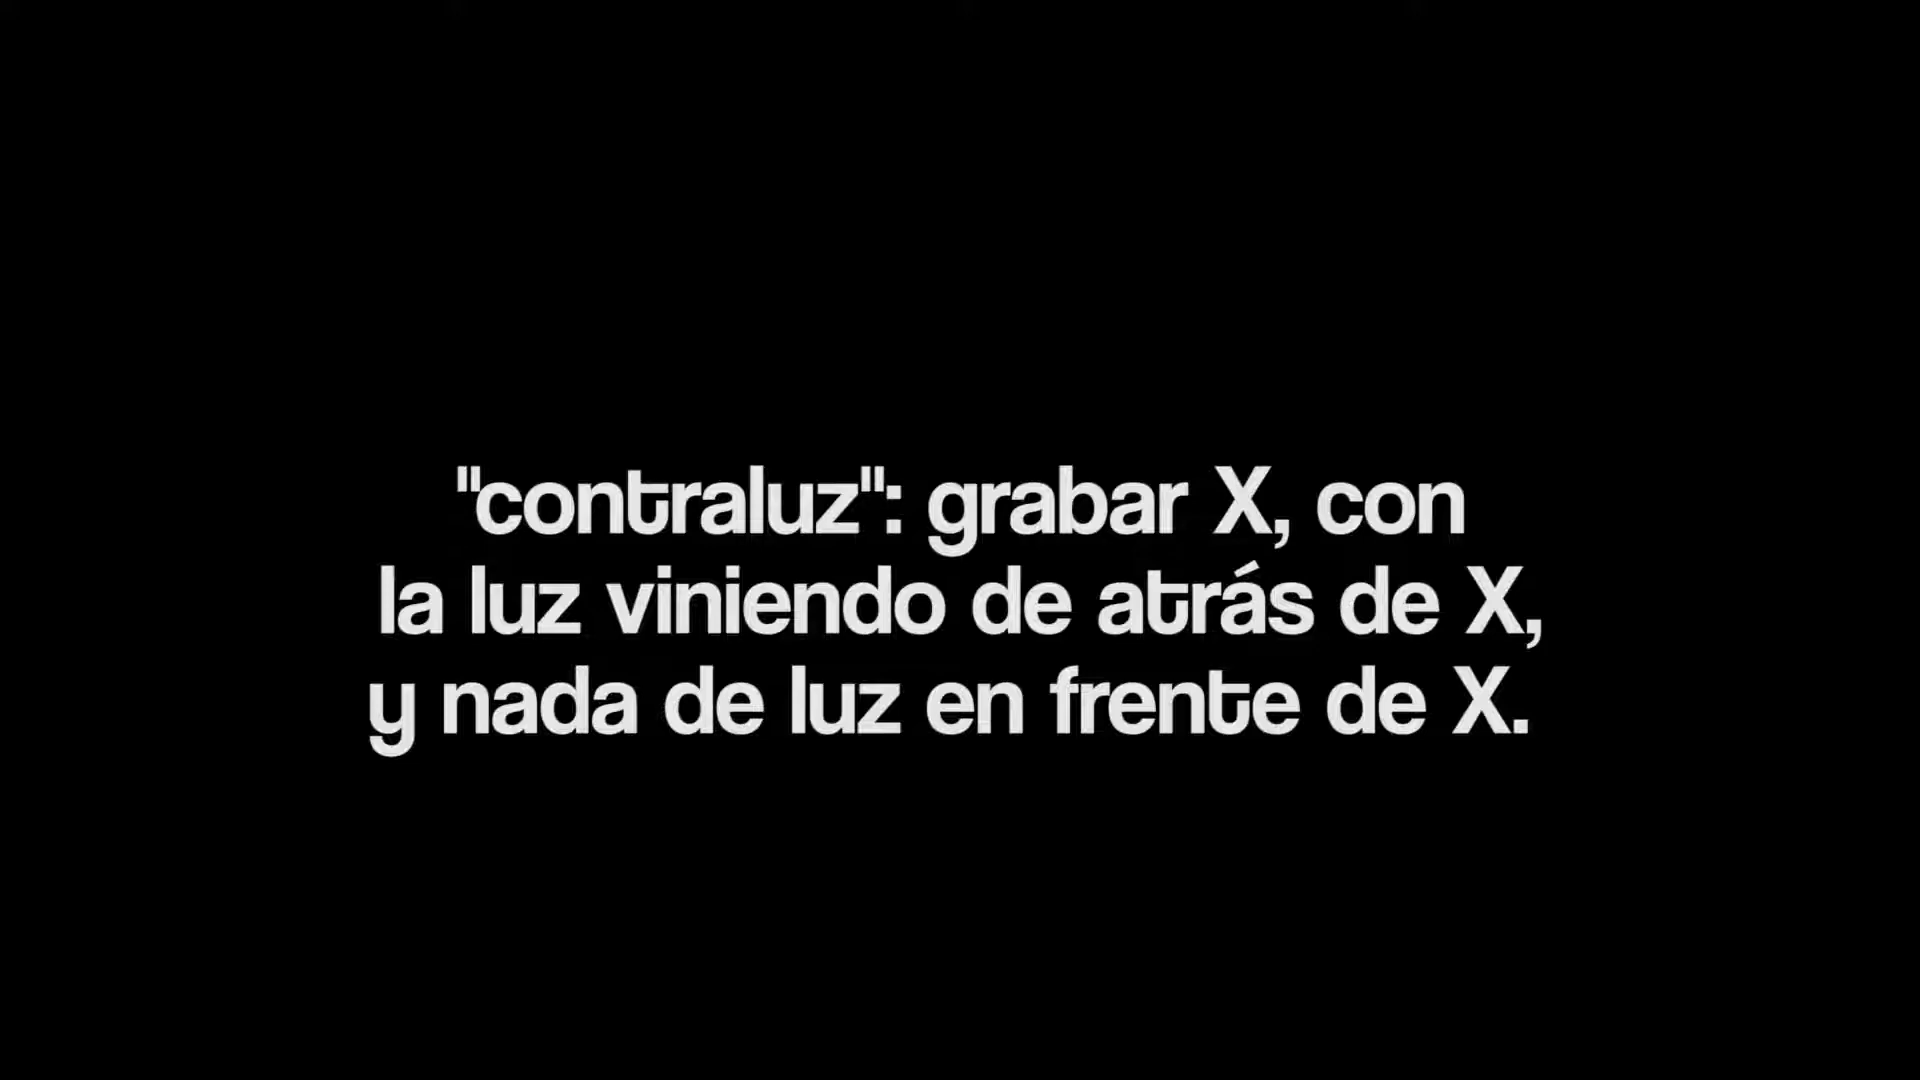 "contraluz": grabar X, con
la luz viniendo de atrás de X,
y nada de luz en frente de X.